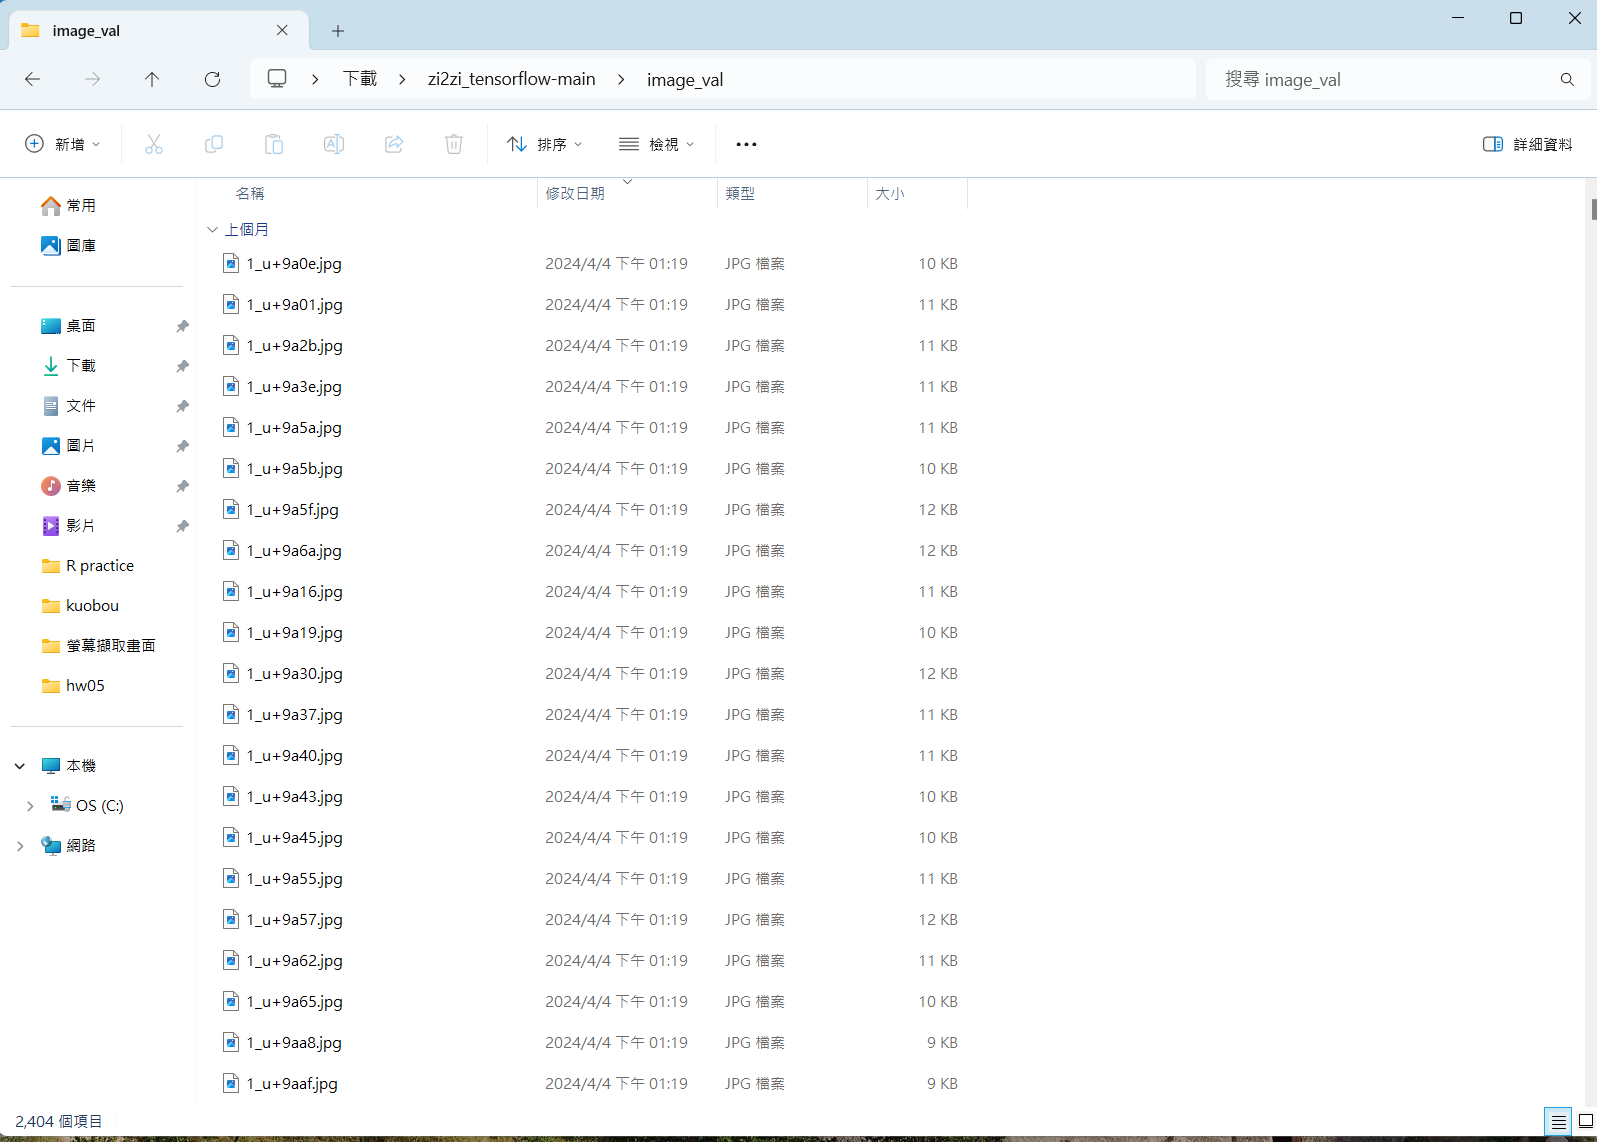 image_val
下載 zi2zi_tensorflow-main image_val
搜尋 image_val
新增
排序
檢視
詳細資料
常用
圖庫
桌面
下載
文件
圖片
音樂
影片
R practice
kuobou
螢幕擷取畫面
hw05
本機
OS (C:)
網路
名稱 修改日期 類型 大小
上個月
1_u+9a0e.jpg 2024/4/4 下午 01:19 JPG 檔案 10 KB
1_u+9a01.jpg 2024/4/4 下午 01:19 JPG 檔案 11 KB
1_u+9a2b.jpg 2024/4/4 下午 01:19 JPG 檔案 11 KB
1_u+9a3e.jpg 2024/4/4 下午 01:19 JPG 檔案 11 KB
1_u+9a5a.jpg 2024/4/4 下午 01:19 JPG 檔案 11 KB
1_u+9a5b.jpg 2024/4/4 下午 01:19 JPG 檔案 10 KB
1_u+9a5f.jpg 2024/4/4 下午 01:19 JPG 檔案 12 KB
1_u+9a6a.jpg 2024/4/4 下午 01:19 JPG 檔案 12 KB
1_u+9a16.jpg 2024/4/4 下午 01:19 JPG 檔案 11 KB
1_u+9a19.jpg 2024/4/4 下午 01:19 JPG 檔案 10 KB
1_u+9a30.jpg 2024/4/4 下午 01:19 JPG 檔案 12 KB
1_u+9a37.jpg 2024/4/4 下午 01:19 JPG 檔案 11 KB
1_u+9a40.jpg 2024/4/4 下午 01:19 JPG 檔案 11 KB
1_u+9a43.jpg 2024/4/4 下午 01:19 JPG 檔案 10 KB
1_u+9a45.jpg 2024/4/4 下午 01:19 JPG 檔案 10 KB
1_u+9a55.jpg 2024/4/4 下午 01:19 JPG 檔案 11 KB
1_u+9a57.jpg 2024/4/4 下午 01:19 JPG 檔案 12 KB
1_u+9a62.jpg 2024/4/4 下午 01:19 JPG 檔案 11 KB
1_u+9a65.jpg 2024/4/4 下午 01:19 JPG 檔案 10 KB
1_u+9aa8.jpg 2024/4/4 下午 01:19 JPG 檔案 9 KB
1_u+9aaf.jpg 2024/4/4 下午 01:19 JPG 檔案 9 KB
2,404 個項目